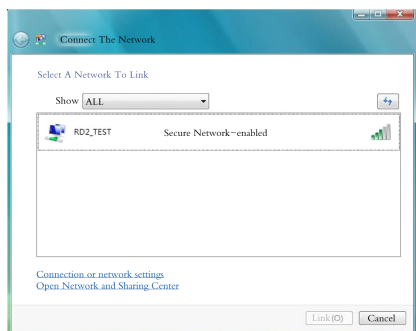 Connect The Network
Select A Network To Link
Show ALL
RD2_TEST Secure Network-enabled
Connection or network settings
Open Network and Sharing Center
Link(O) Cancel